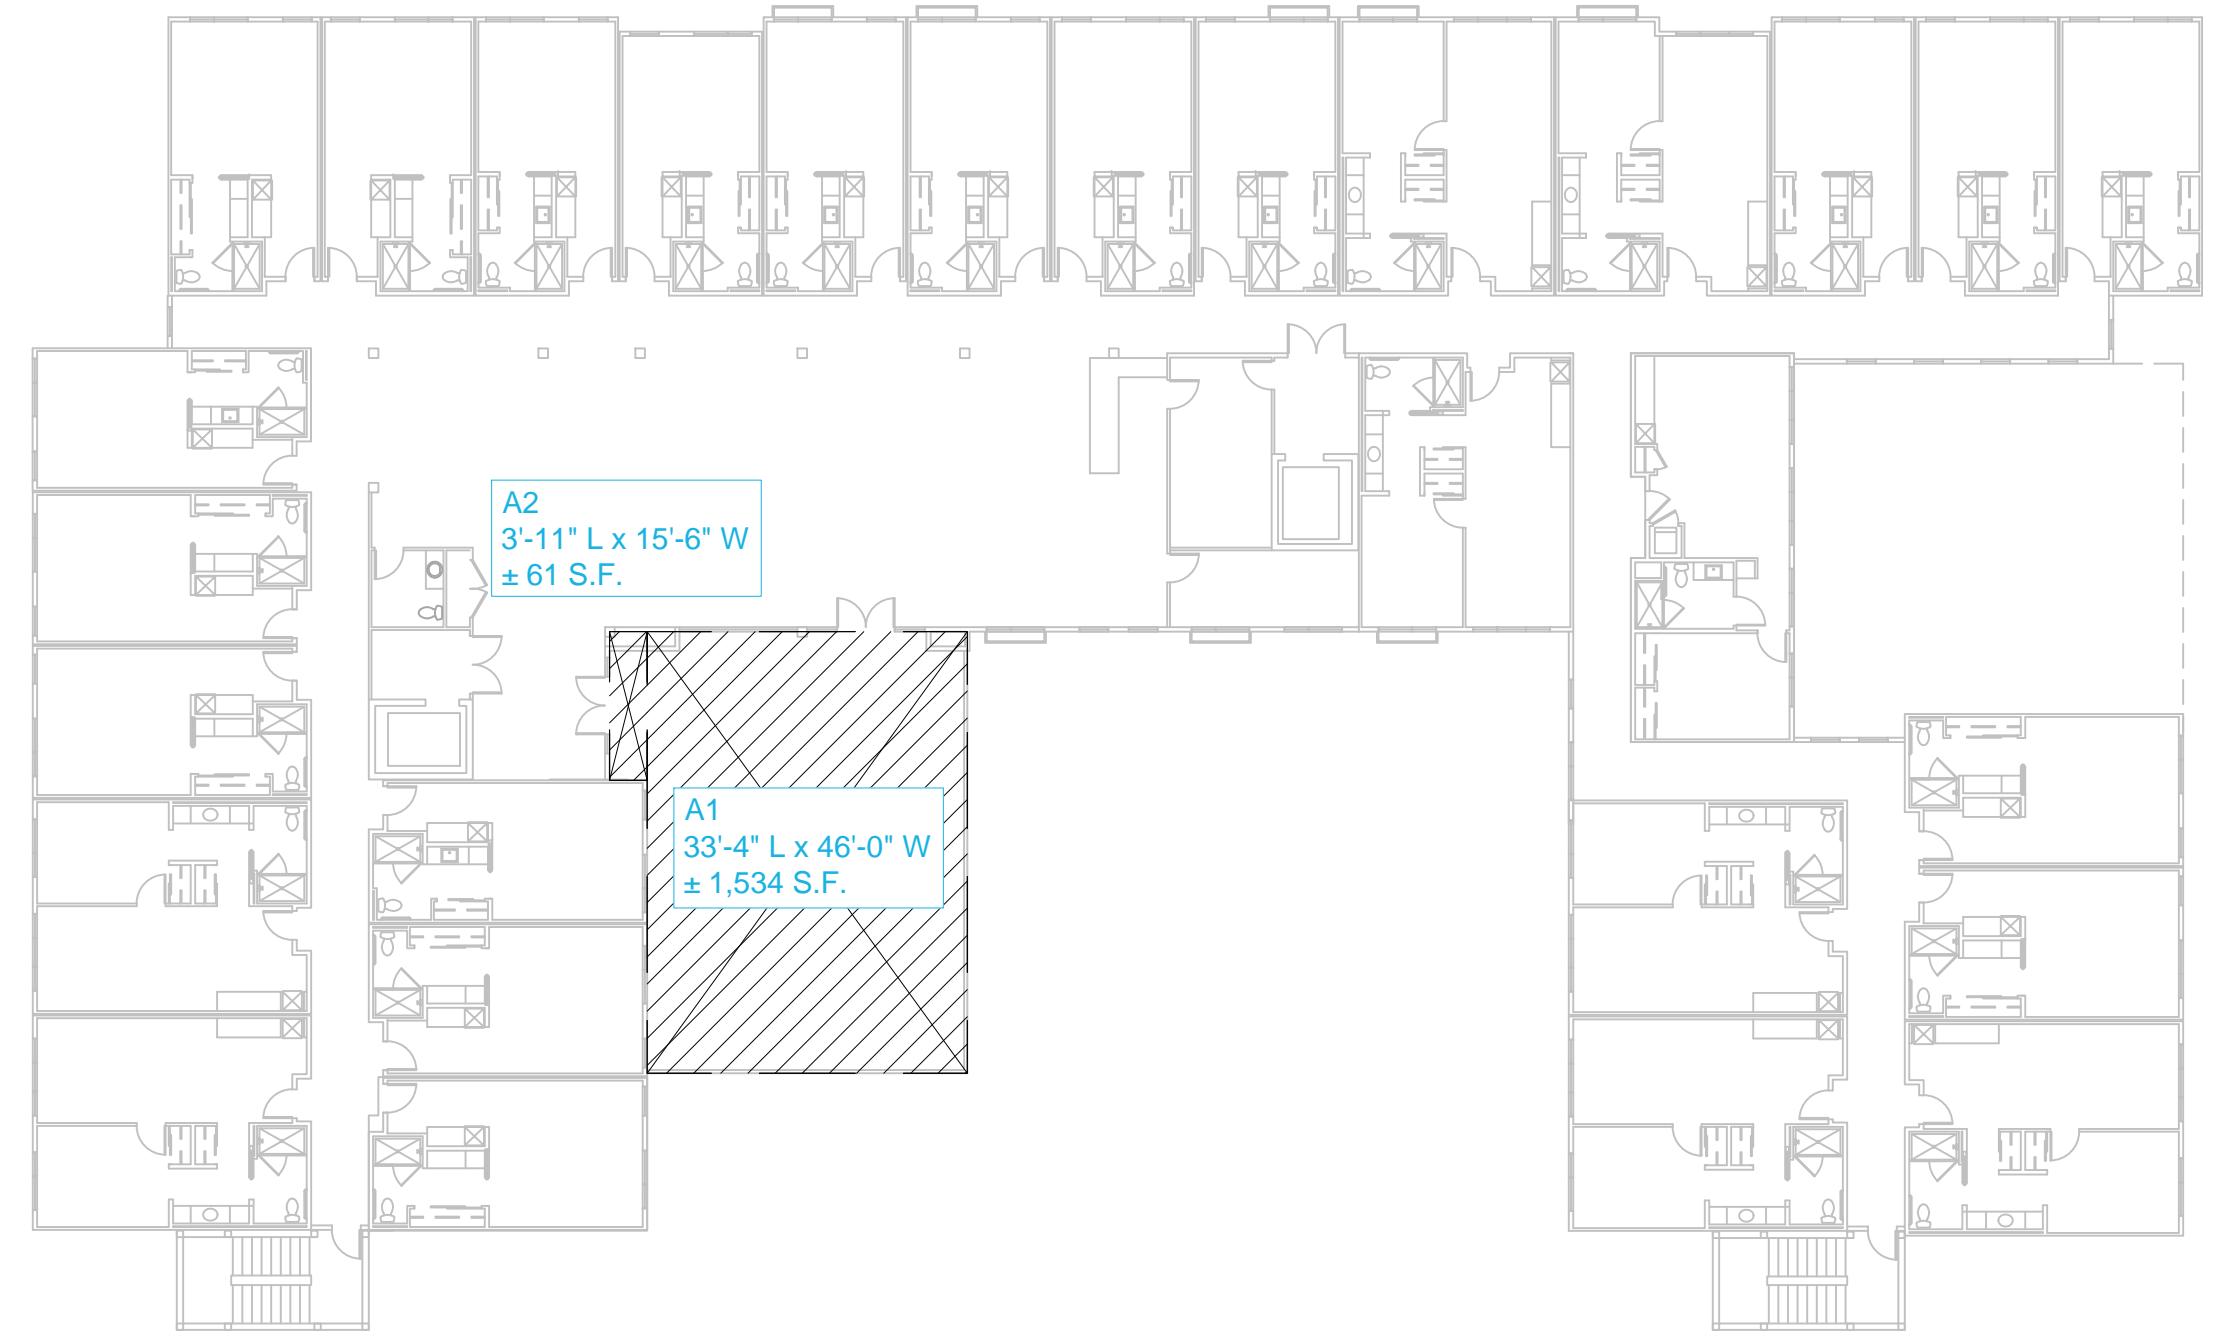 A2
3'-11" L x 15'-6" W
± 61 S.F.
A1
33'-4" L x 46'-0" W
± 1,534 S.F.